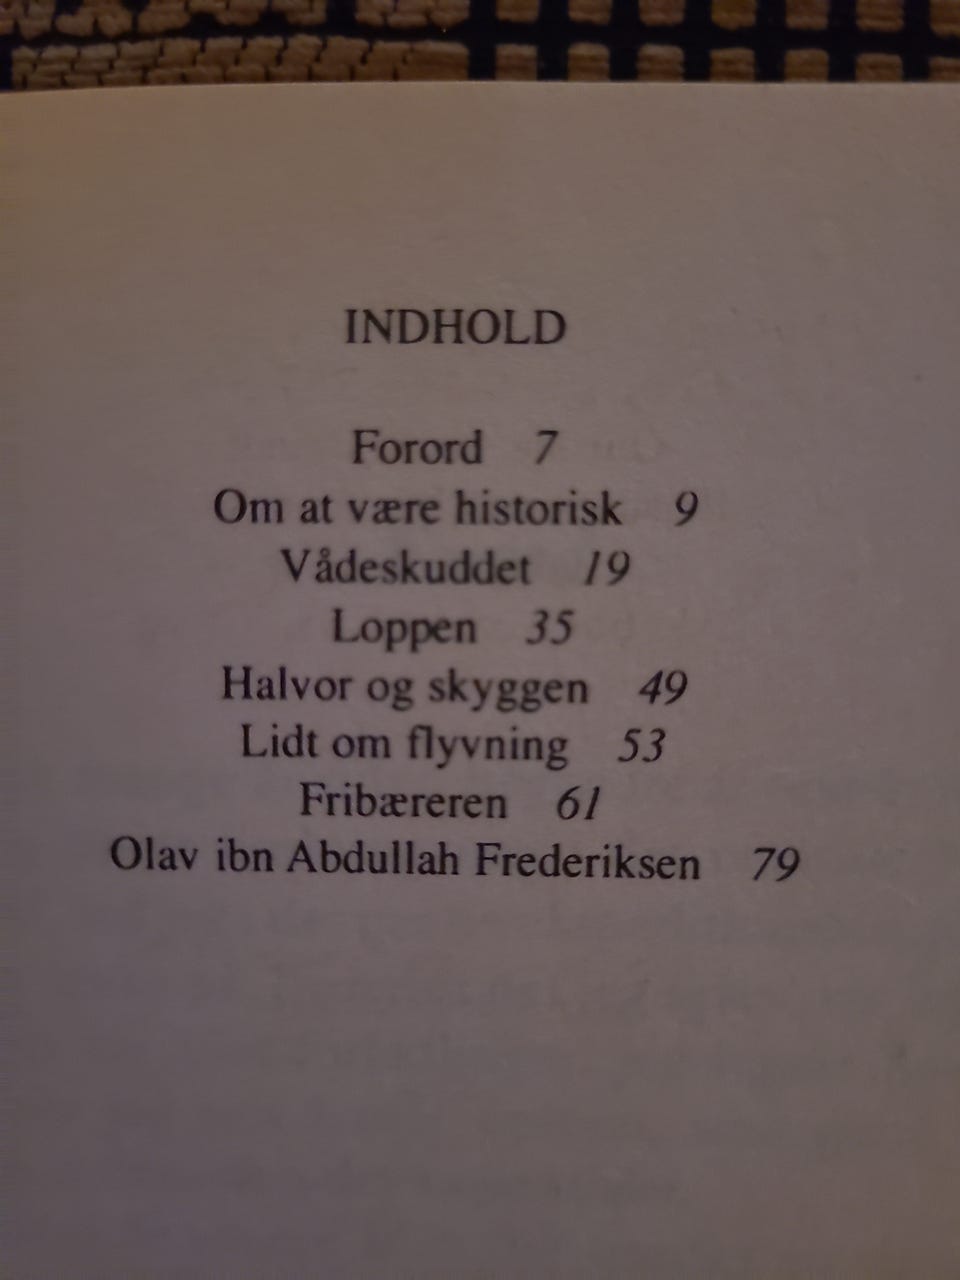 INDHOLD
Forord 7
Om at være historisk 9
Vådeskuddet 19
Loppen 35
Halvor og skyggen 49
Lidt om flyvning 53
Fribæreren 61
Olav ibn Abdullah Frederiksen 79